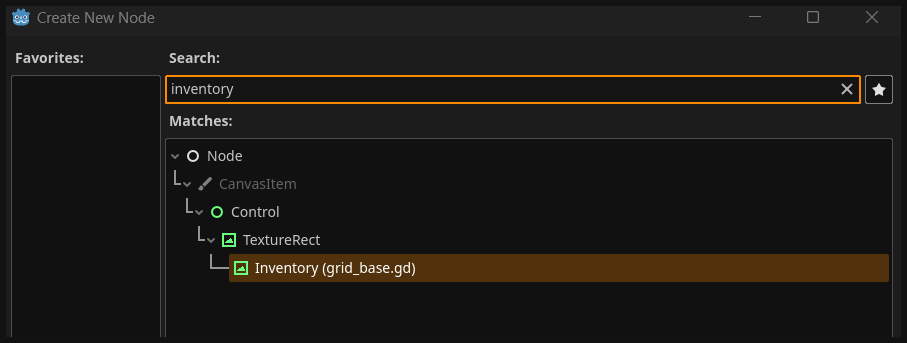 Create New Node
Favorites:
Search:
inventory
Matches:
Node
CanvasItem
Control
TextureRect
Inventory (grid_base.gd)